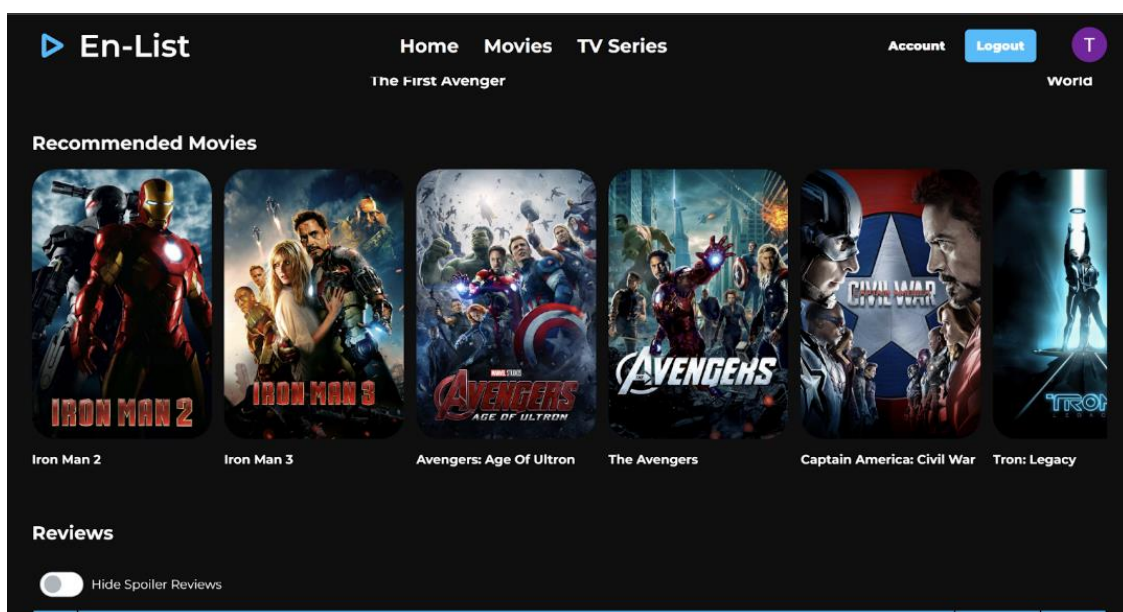 En-List
Home Movies TV Series
Account Logout T
The First Avenger
World
Recommended Movies
IRON MAN 2
IRON MAN 3
MARVEL STUDIOS
AVENGERS
AGE OF ULTRON
AVENGERS
CIVIL WAR
Iron Man 2
Iron Man 3
Avengers: Age Of Ultron
The Avengers
Captain America: Civil War
Tron: Legacy
Reviews
Hide Spoiler Reviews